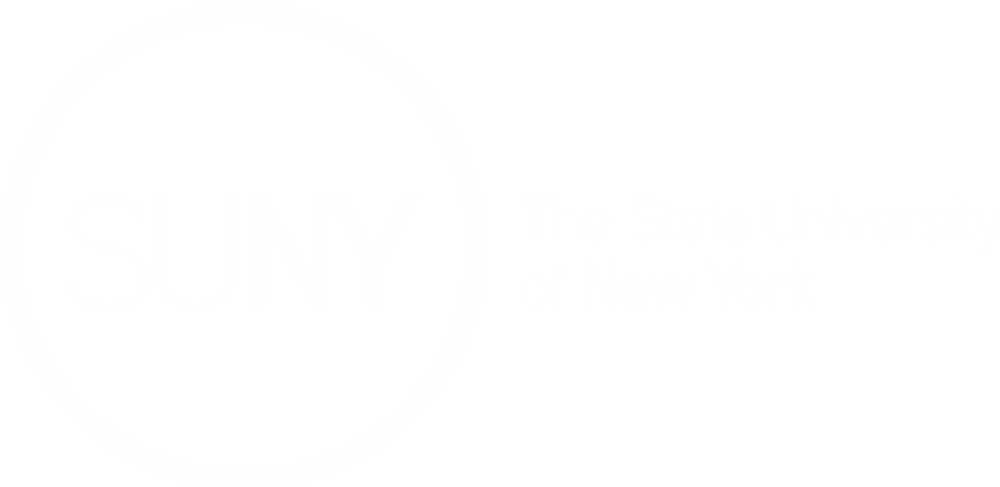 SUNY
The State University
of New York